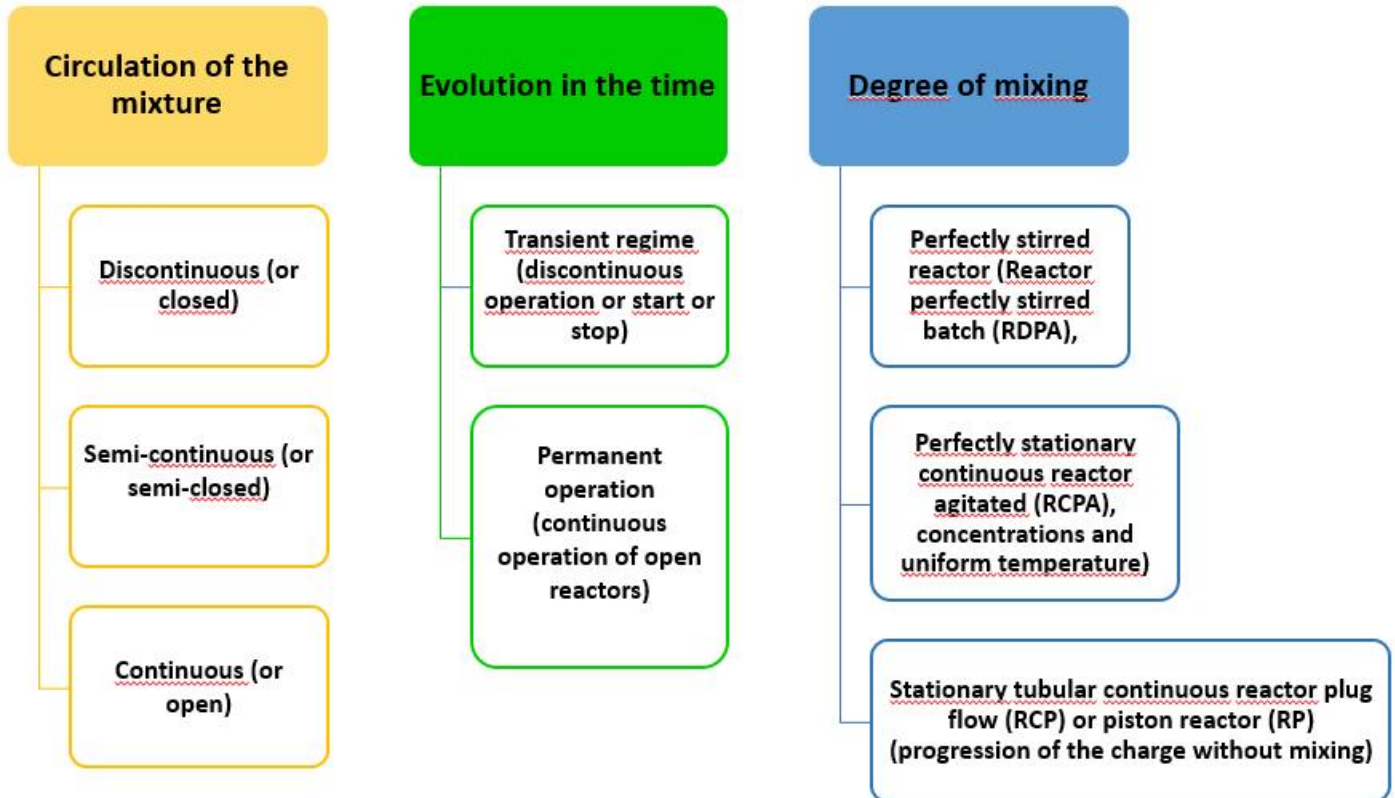 Circulation of the
mixture
Discontinuous (or
closed)
Semi-continuous (or
semi-closed)
Continuous (or
open)
Evolution in the time
Transient regime
(discontinuous
operation or start or
stop)
Permanent
operation
(continuous
operation of open
reactors)
Degree of mixing
Perfectly stirred
reactor (Reactor
perfectly stirred
batch (RDPA),
Perfectly stationary
continuous reactor
agitated (RCPA),
concentrations and
uniform temperature)
Stationary tubular continuous reactor plug
flow (RCP) or piston reactor (RP)
(progression of the charge without mixing)